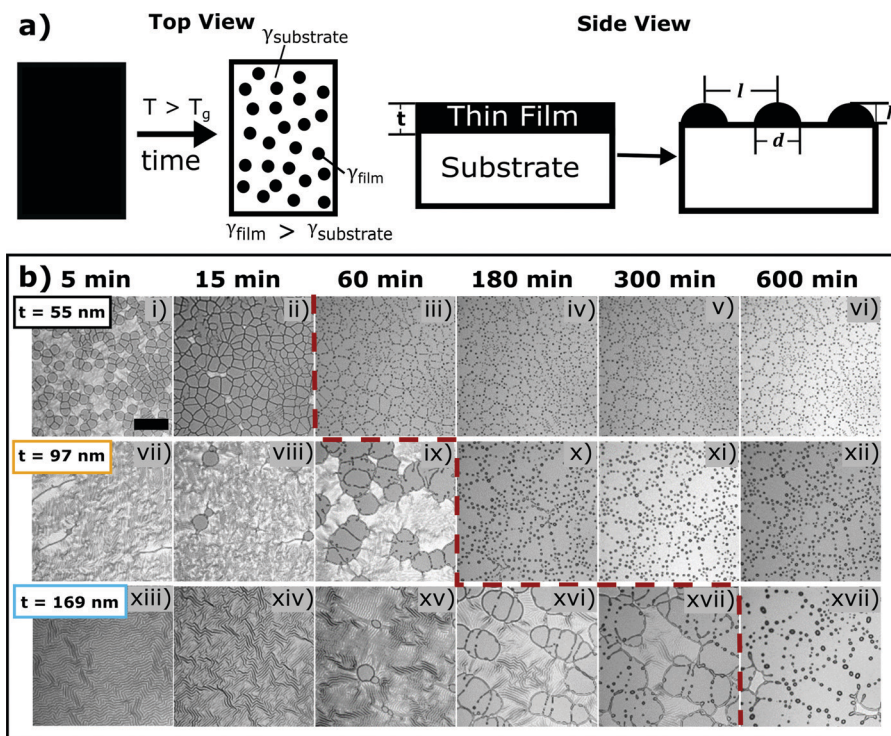 a)
Top View
Side View
γsubstrate
T > Tg
time
γfilm
γfilm > γsubstrate
t
Thin Film
Substrate
l
d
b)
5 min 15 min 60 min 180 min 300 min 600 min
t = 55 nm
i) ii) iii) iv) v) vi)
t = 97 nm
vii) viii) ix) x) xi) xii)
t = 169 nm
xiii) xiv) xv) xvi) xvii) xvii)